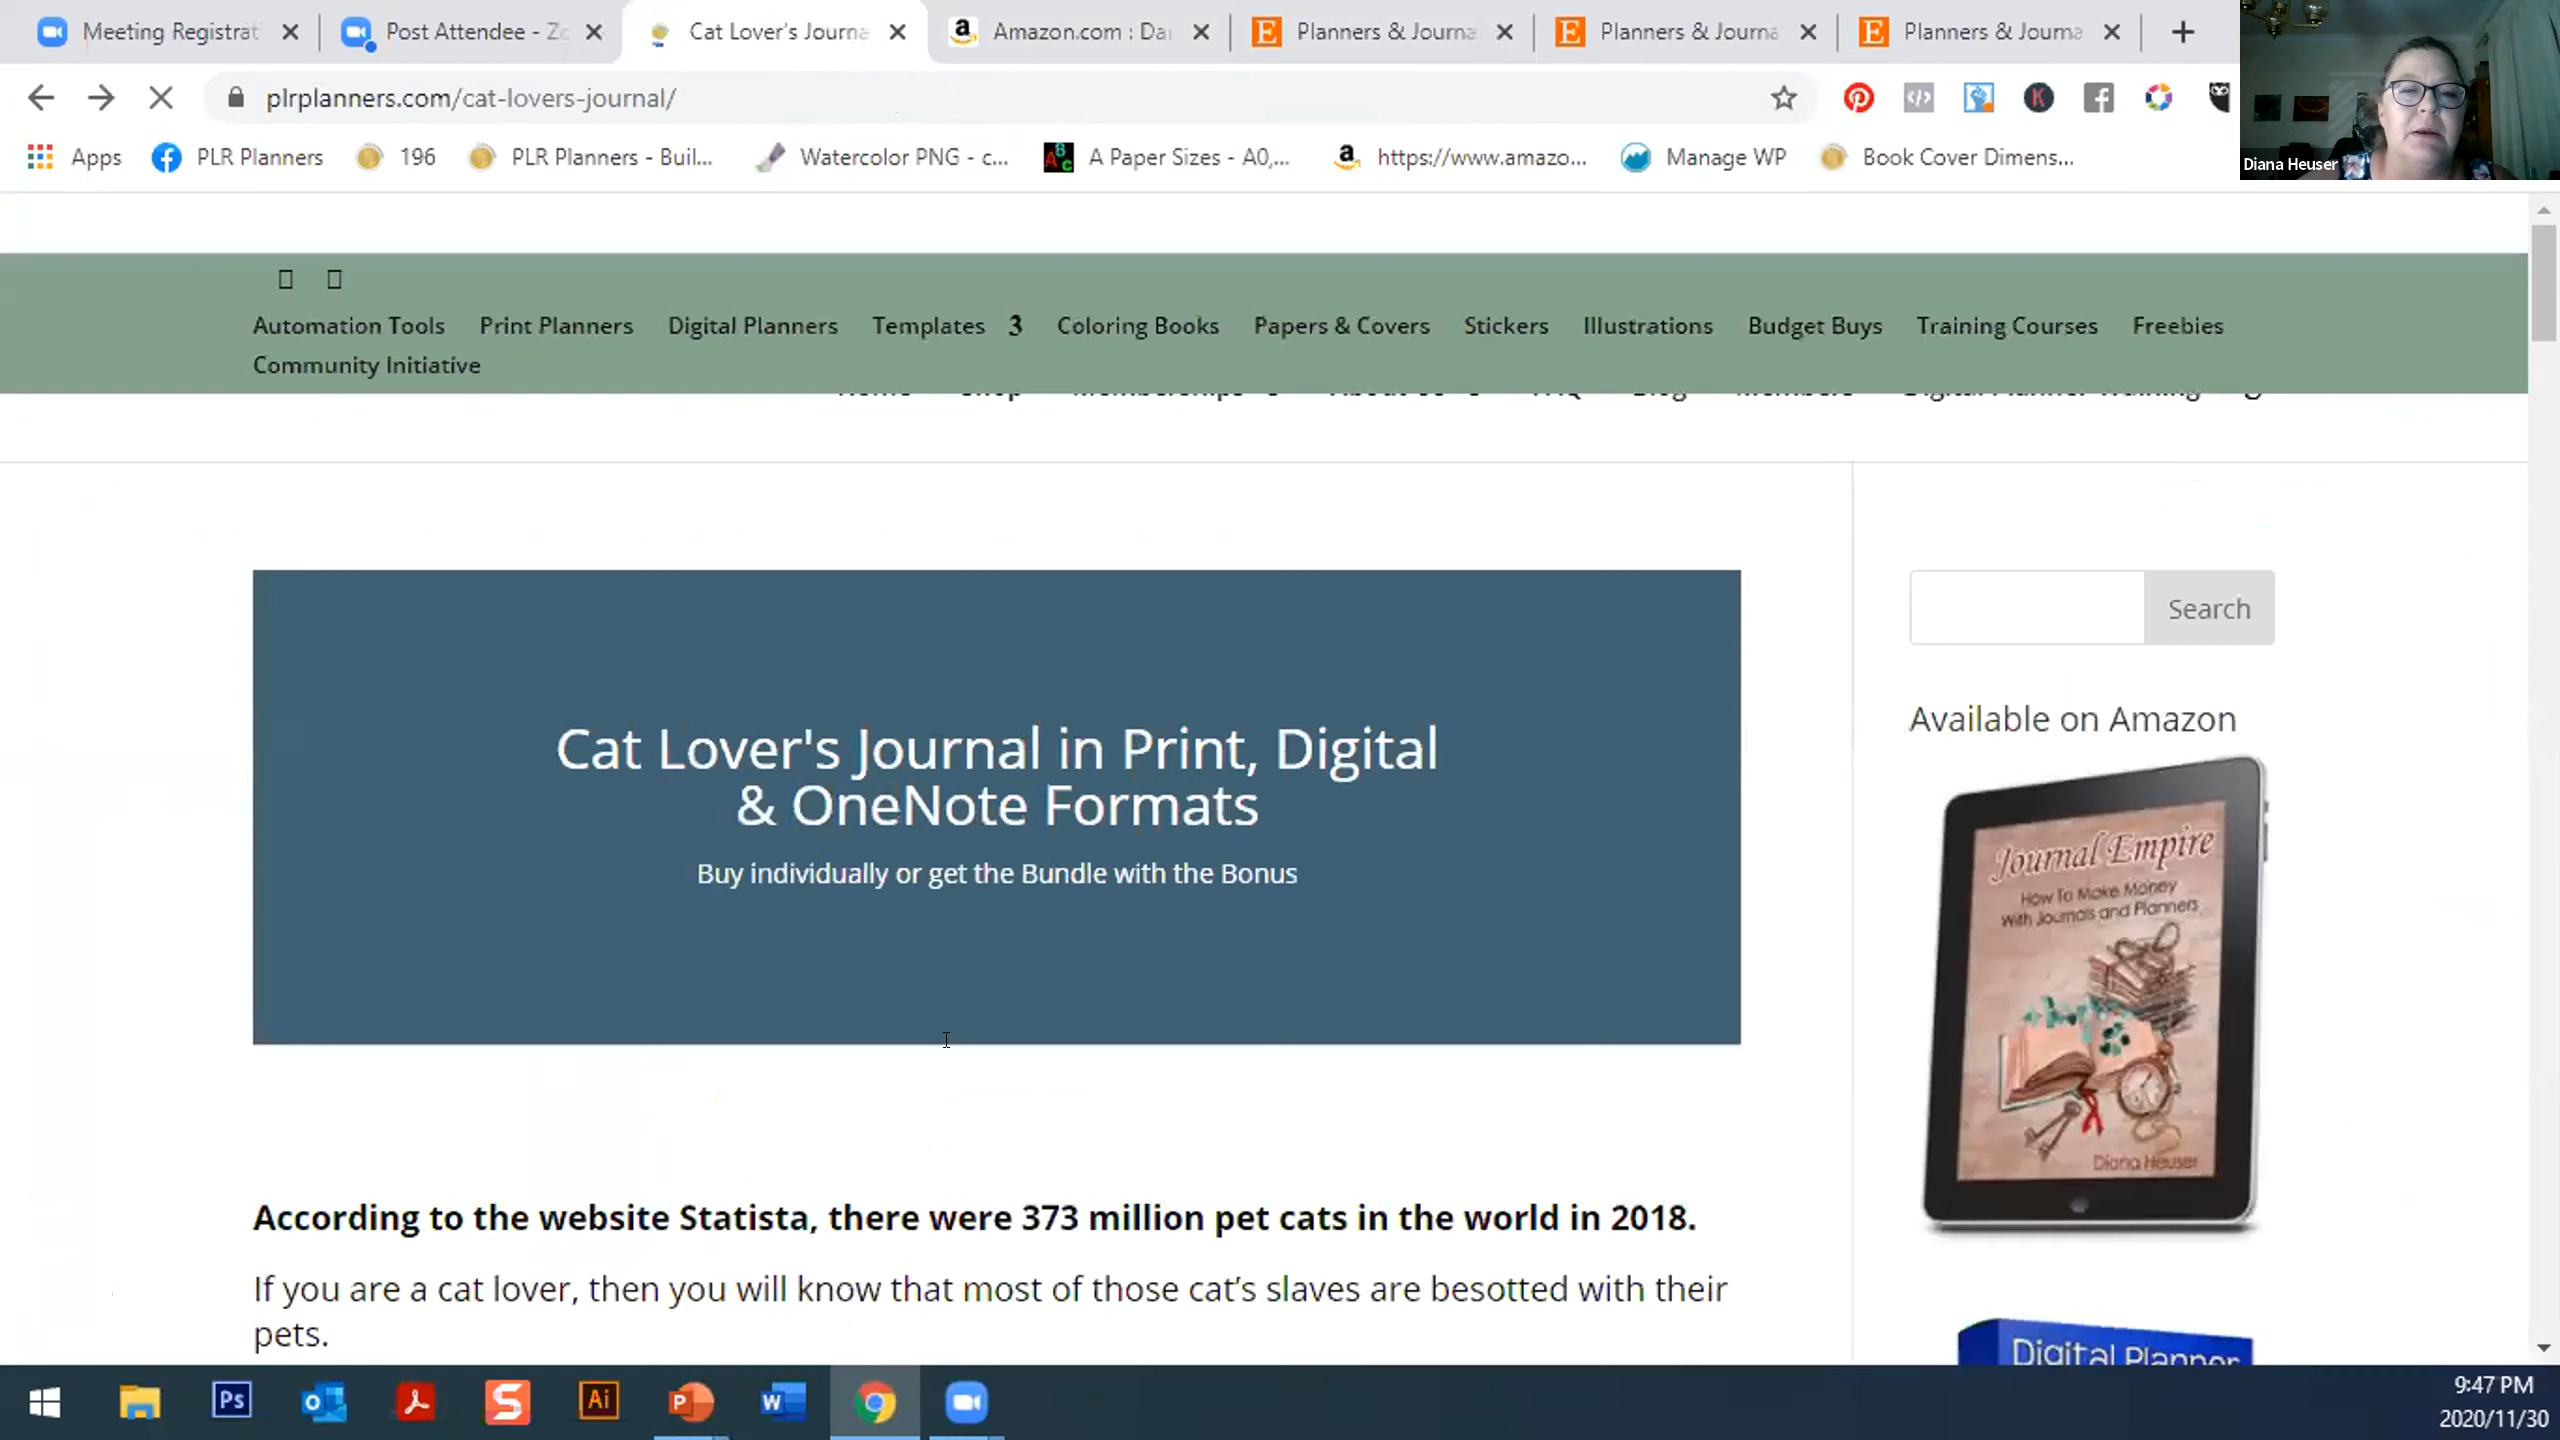 Meeting Registrat
Post Attendee - Zo
Cat Lover's Journa
Amazon.com : Da
Planners & Journa
Planners & Journa
Planners & Journa
plrplanners.com/cat-lovers-journal/
Apps
PLR Planners
196
PLR Planners - Buil...
Watercolor PNG - c...
A Paper Sizes - A0,...
https://www.amazo...
Manage WP
Book Cover Dimens...
Diana Heuser
Automation Tools
Print Planners
Digital Planners
Templates 3
Coloring Books
Papers & Covers
Stickers
Illustrations
Budget Buys
Training Courses
Freebies
Community Initiative
Cat Lover's Journal in Print, Digital
& OneNote Formats
Buy individually or get the Bundle with the Bonus
Search
Available on Amazon
Journal Empire
How To Make Money
With Journals and Planners
Diana Heuser
Digital Planner
According to the website Statista, there were 373 million pet cats in the world in 2018.
If you are a cat lover, then you will know that most of those cat’s slaves are besotted with their
pets.
Ps
Ai
9:47 PM
2020/11/30